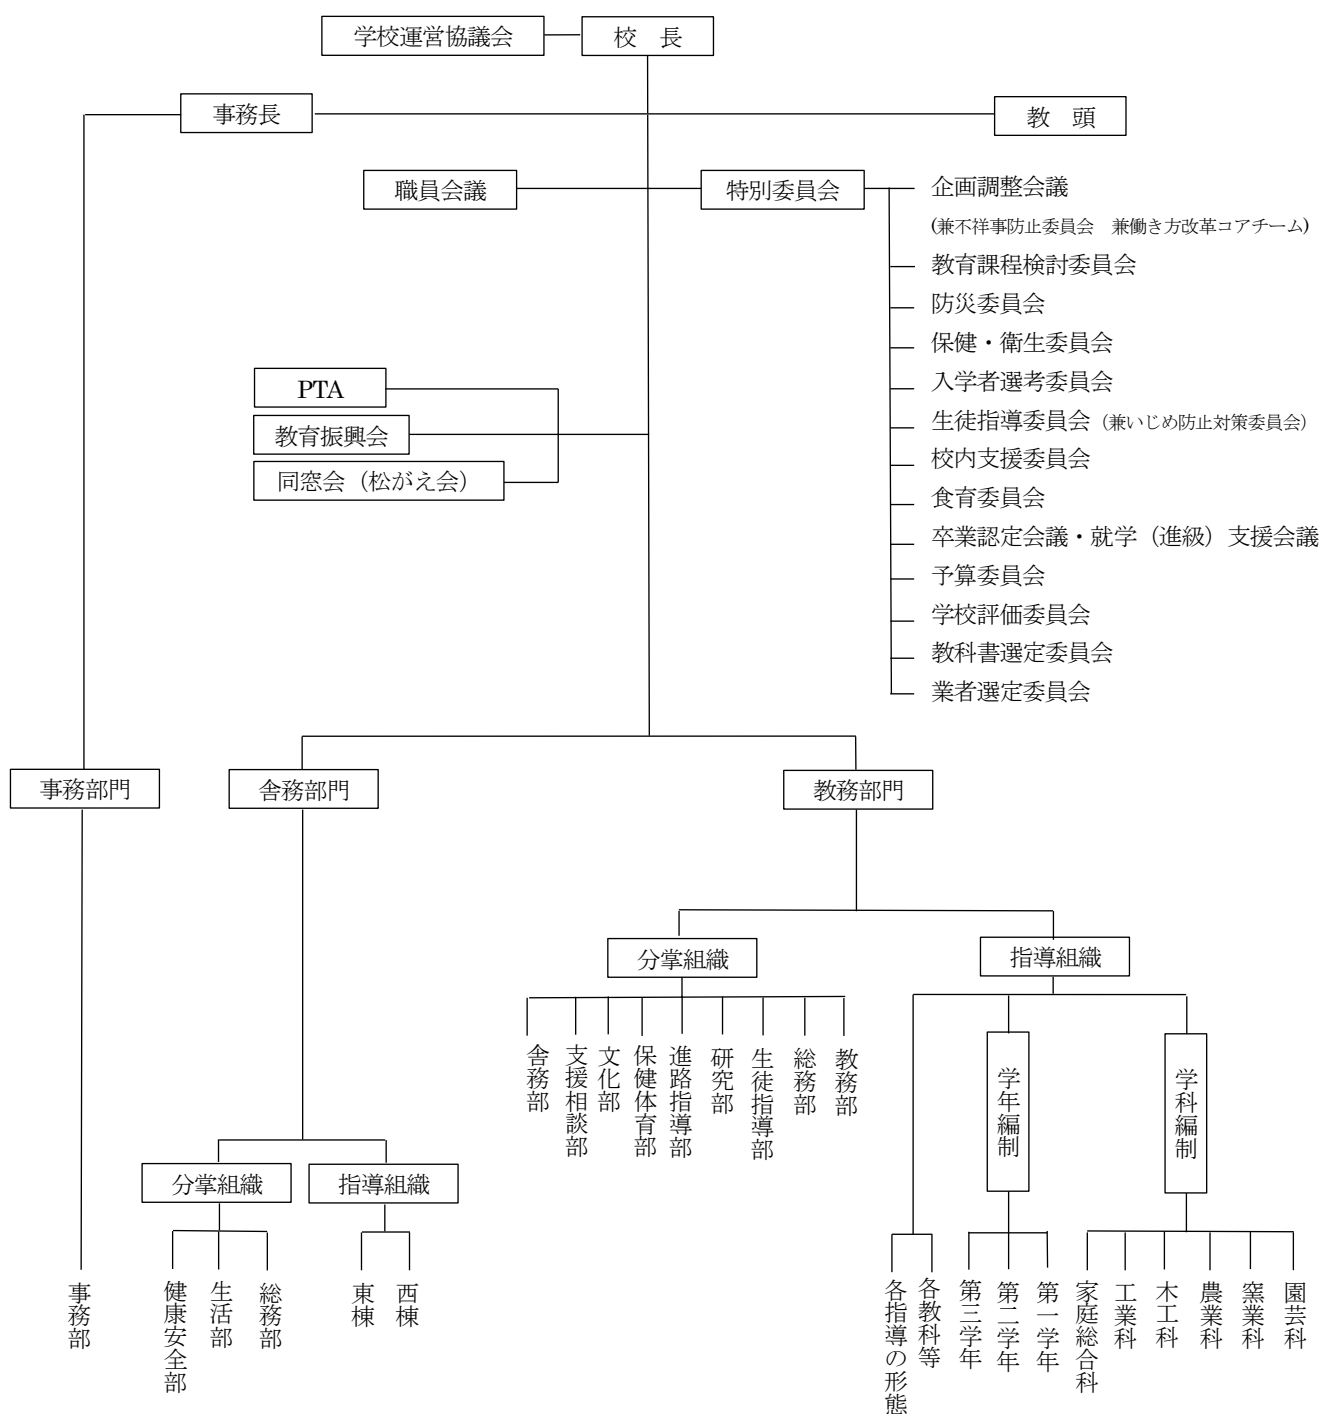 学校運営協議会
校　長
事務長
教　頭
職員会議
特別委員会
企画調整会議
(兼不祥事防止委員会　兼働き方改革コアチーム)
教育課程検討委員会
防災委員会
保健・衛生委員会
入学者選考委員会
生徒指導委員会（兼いじめ防止対策委員会）
校内支援委員会
食育委員会
卒業認定会議・就学（進級）支援会議
予算委員会
学校評価委員会
教科書選定委員会
業者選定委員会
PTA
教育振興会
同窓会（松がえ会）
事務部門
舎務部門
教務部門
分掌組織
指導組織
舎務部
支援相談部
文化部
保健体育部
進路指導部
研究部
生徒指導部
総務部
教務部
学年編制
学科編制
分掌組織
指導組織
事務部
健康安全部
生活部
総務部
東棟
西棟
各指導の形態
各教科等
第三学年
第二学年
第一学年
家庭総合科
工業科
木工科
農業科
窯業科
園芸科